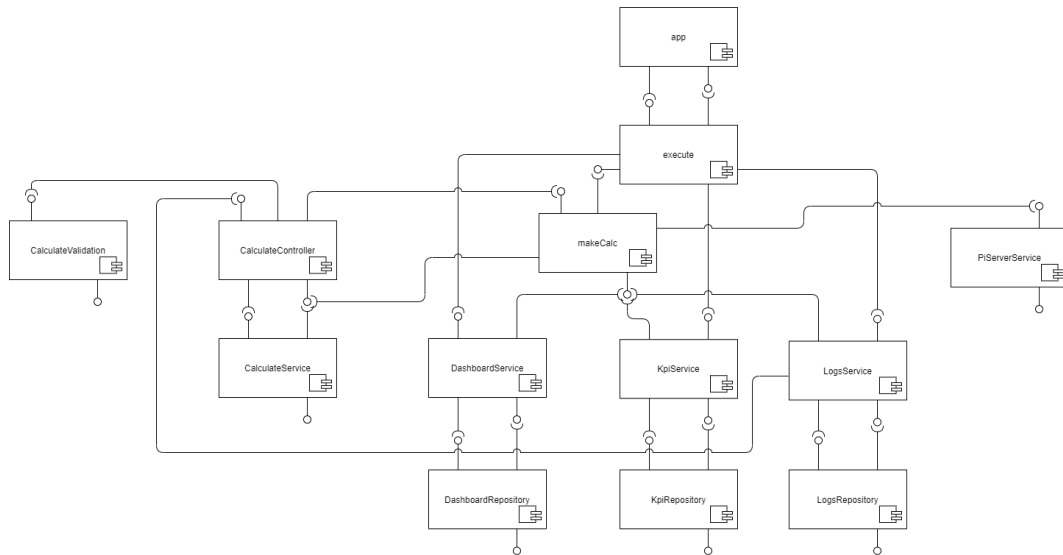 app
execute
CalculateValidation
CalculateController
makeCalc
PiServerService
CalculateService
DashboardService
KpiService
LogsService
DashboardRepository
KpiRepository
LogsRepository